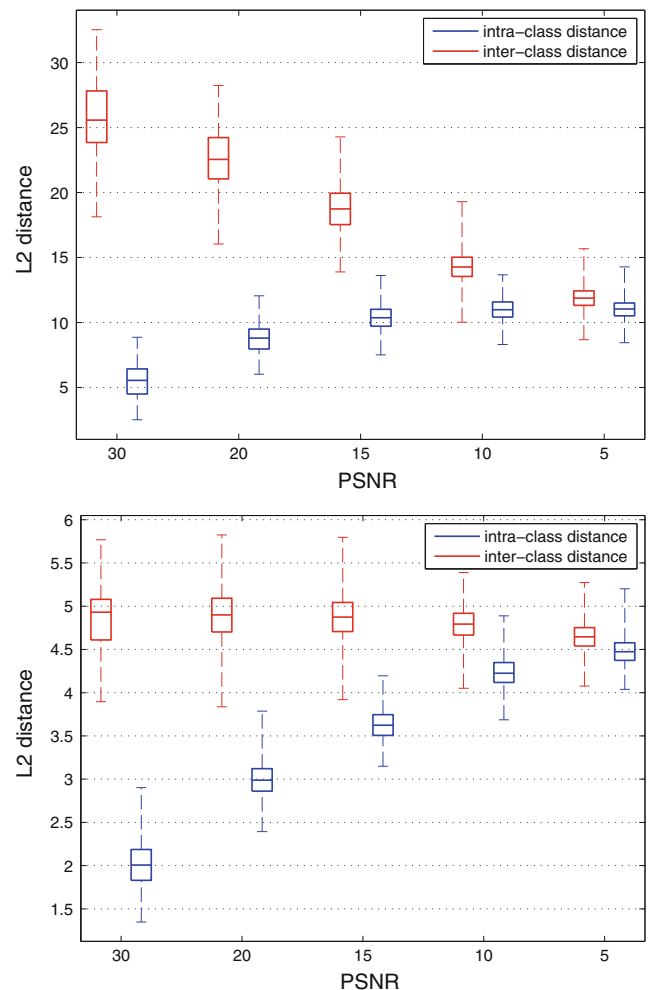 intra-class distance
inter-class distance
L2 distance
30
25
20
15
10
5
30 20 15 10 5
PSNR
intra-class distance
inter-class distance
L2 distance
6
5.5
5
4.5
4
3.5
3
2.5
2
1.5
30 20 15 10 5
PSNR